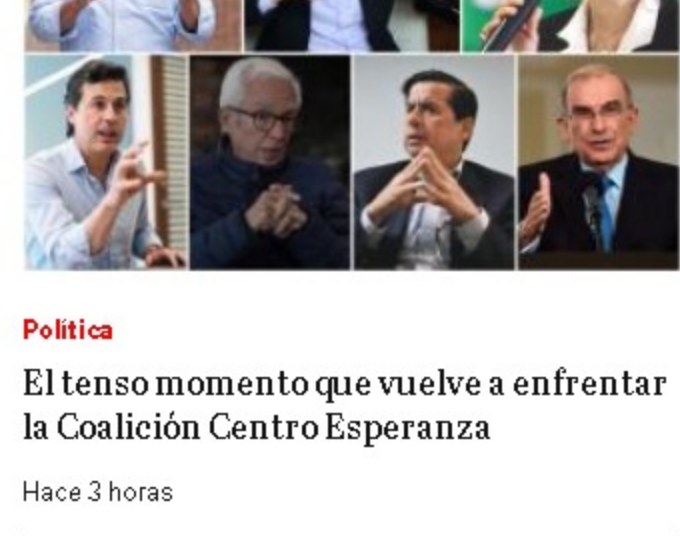 Política
El tenso momento que vuelve a enfrentar
la Coalición Centro Esperanza
Hace 3 horas